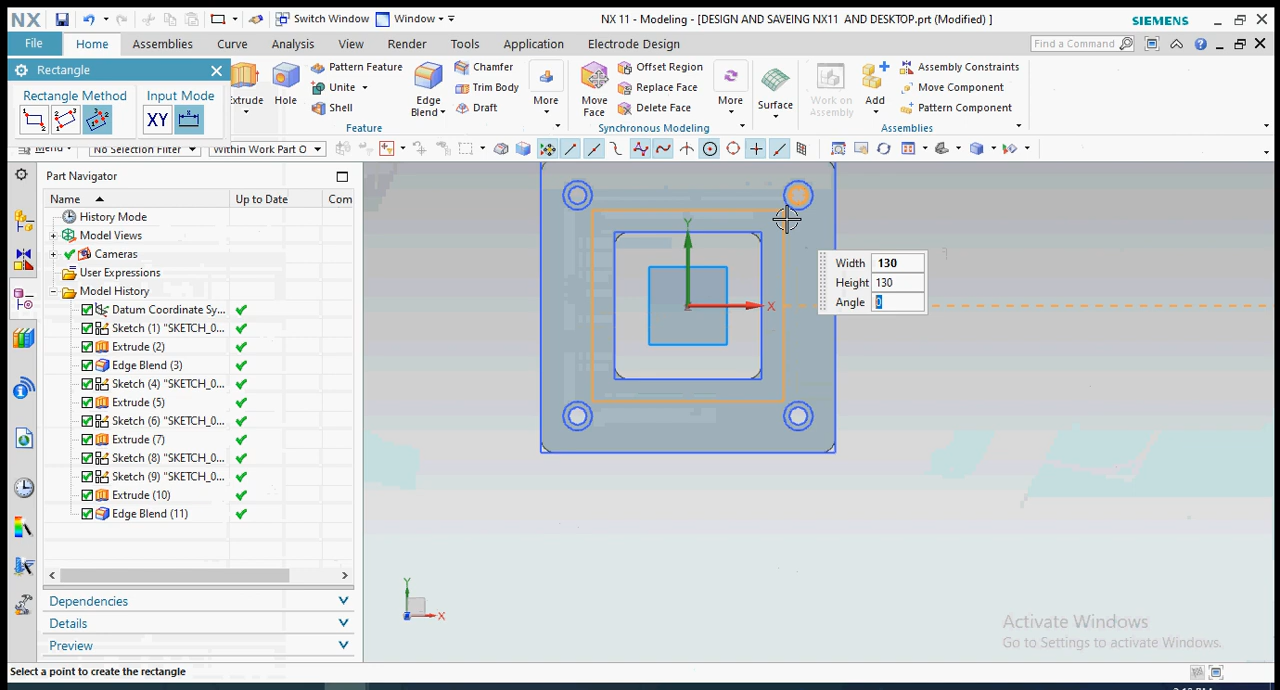 NX
Switch Window
Window
NX 11 - Modeling - [DESIGN AND SAVEING NX11 AND DESKTOP.prt (Modified) ]
SIEMENS
File
Home
Assemblies
Curve
Analysis
View
Render
Tools
Application
Electrode Design
Find a Command
Rectangle
Rectangle Method
Input Mode
XY
Extrude
Hole
Pattern Feature
Unite
Shell
Edge
Blend
Chamfer
Trim Body
Draft
More
Feature
Move
Face
Offset Region
Replace Face
Delete Face
More
Synchronous Modeling
Surface
Work on
Assembly
Add
Assembly Constraints
Move Component
Pattern Component
Assemblies
Menu
No Selection Filter
Within Work Part O
Part Navigator
Name
Up to Date
Com
History Mode
Model Views
Cameras
User Expressions
Model History
Datum Coordinate Sy...
Sketch (1) "SKETCH_0...
Extrude (2)
Edge Blend (3)
Sketch (4) "SKETCH_0...
Extrude (5)
Sketch (6) "SKETCH_0...
Extrude (7)
Sketch (8) "SKETCH_0...
Sketch (9) "SKETCH_0...
Extrude (10)
Edge Blend (11)
Dependencies
Details
Preview
Y
X
Width 130
Height 130
Angle 0
Y
X
Activate Windows
Go to Settings to activate Windows.
Select a point to create the rectangle